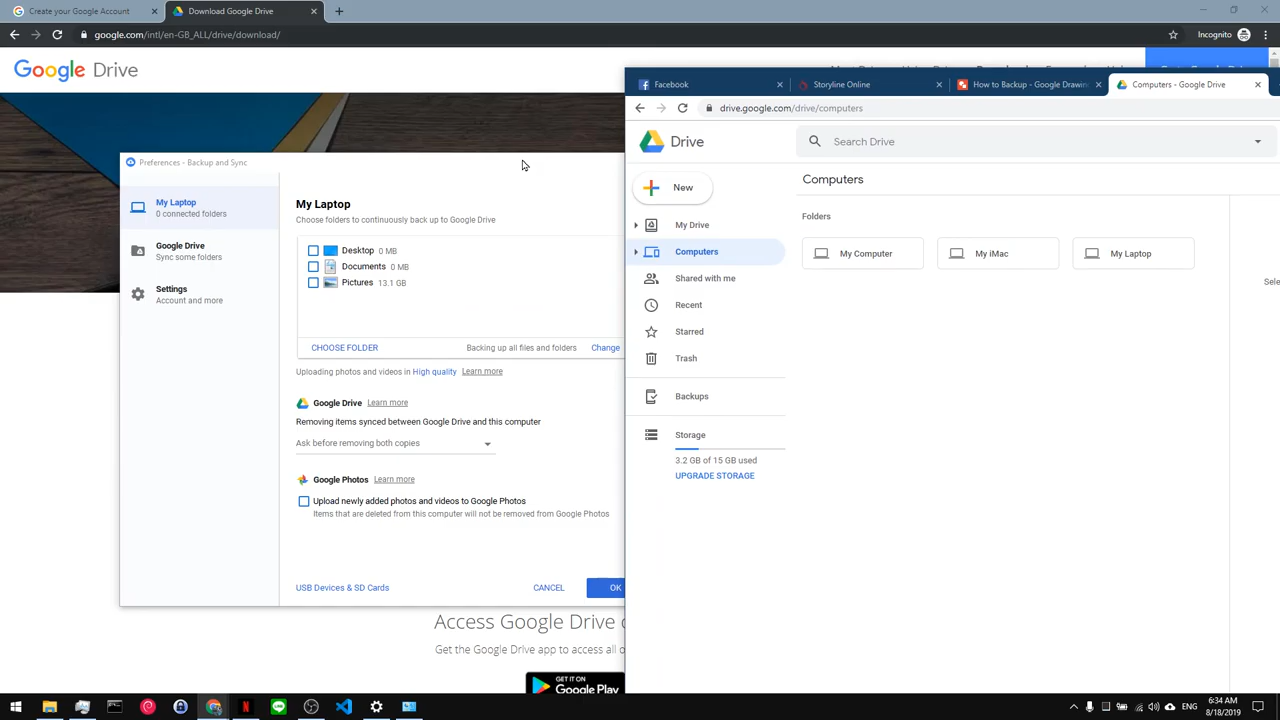 Create your Google Account
Download Google Drive
google.com/intl/en-GB_ALL/drive/download/
Incognito
Google Drive
Facebook
Storyline Online
How to Backup - Google Drawin
Computers - Google Drive
drive.google.com/drive/computers
Drive
Search Drive
New
Computers
Folders
My Computer
My iMac
My Laptop
My Drive
Computers
Shared with me
Recent
Starred
Trash
Backups
Storage
3.2 GB of 15 GB used
UPGRADE STORAGE
Sele
Preferences - Backup and Sync
My Laptop
0 connected folders
Google Drive
Sync some folders
Settings
Account and more
My Laptop
Choose folders to continuously back up to Google Drive
Desktop 0 MB
Documents 0 MB
Pictures 13.1 GB
CHOOSE FOLDER Backing up all files and folders Change
Uploading photos and videos in High quality Learn more
Google Drive Learn more
Removing items synced between Google Drive and this computer
Ask before removing both copies
Google Photos Learn more
Upload newly added photos and videos to Google Photos
Items that are deleted from this computer will not be removed from Google Photos
USB Devices & SD Cards CANCEL OK
Access Google Drive
Get the Google Drive app to access all
GET IT ON
Google Play
6:34 AM
8/18/2019